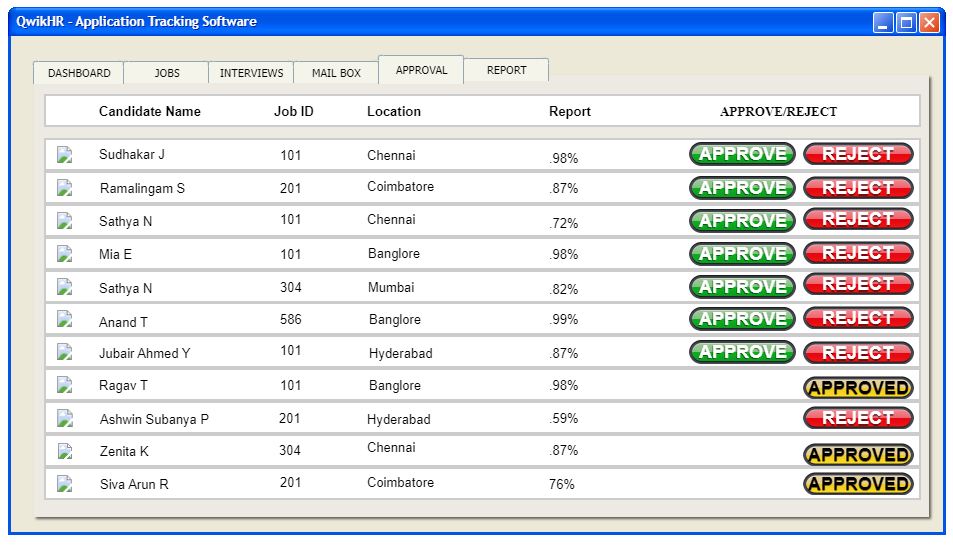 QwikHR - Application Tracking Software
DASHBOARD JOBS INTERVIEWS MAIL BOX APPROVAL REPORT
Candidate Name Job ID Location Report APPROVE/REJECT
Sudhakar J 101 Chennai .98% APPROVE REJECT
Ramalingam S 201 Coimbatore .87% APPROVE REJECT
Sathya N 101 Chennai .72% APPROVE REJECT
Mia E 101 Banglore .98% APPROVE REJECT
Sathya N 304 Mumbai .82% APPROVE REJECT
Anand T 586 Banglore .99% APPROVE REJECT
Jubair Ahmed Y 101 Hyderabad .87% APPROVE REJECT
Ragav T 101 Banglore .98% APPROVED
Ashwin Subanya P 201 Hyderabad .59% REJECT
Zenita K 304 Chennai .87% APPROVED
Siva Arun R 201 Coimbatore 76% APPROVED